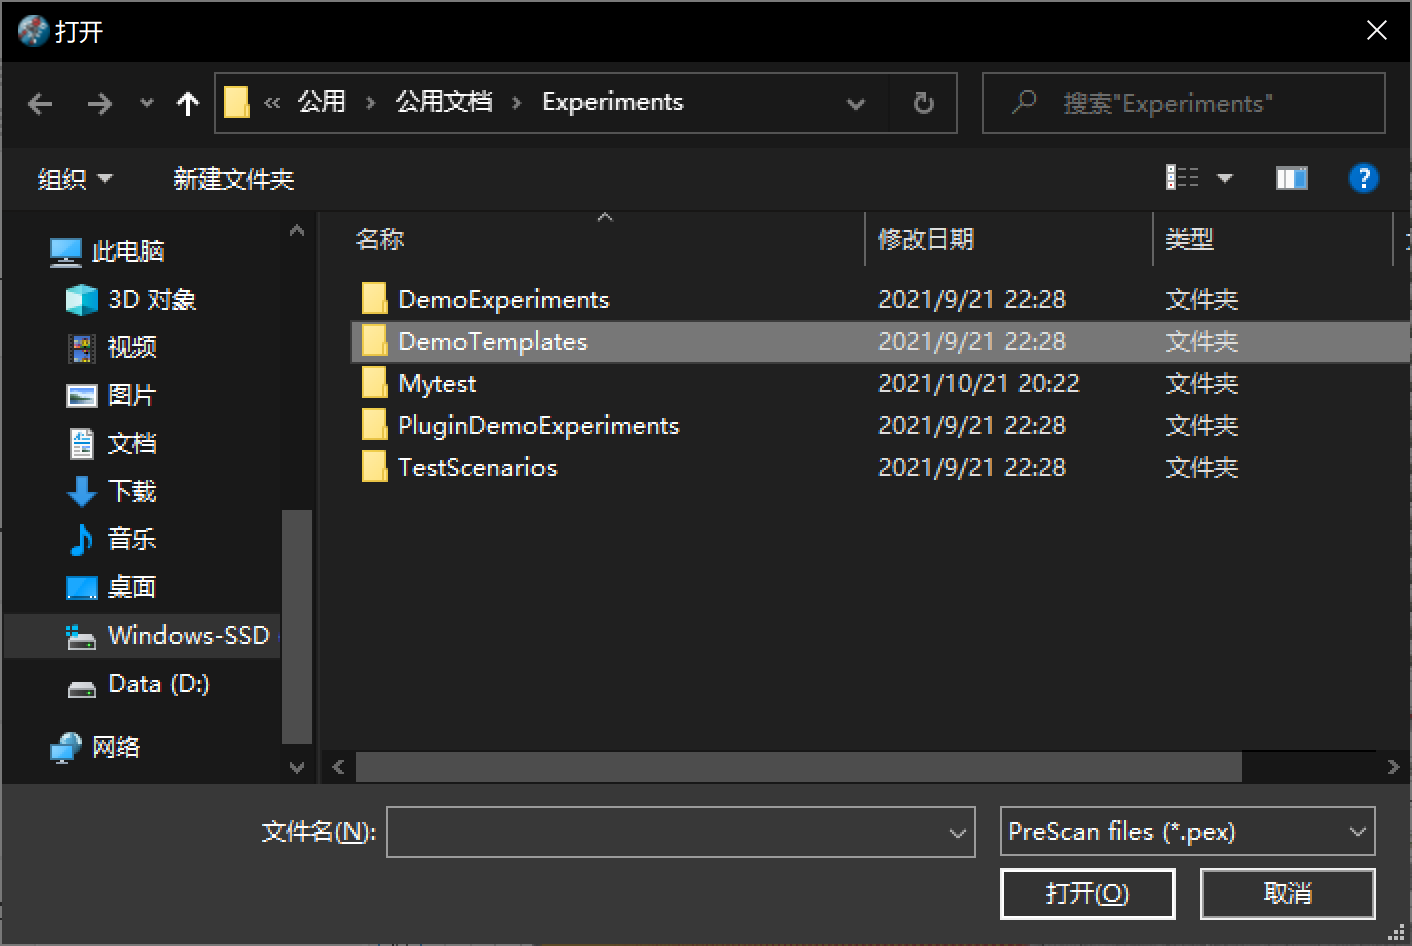 打开
« 公用 › 公用文档 › Experiments
搜索"Experiments"
组织 新建文件夹
?
名称 修改日期 类型
此电脑
3D 对象
视频
图片
文档
下载
音乐
桌面
Windows-SSD
Data (D:)
网络
DemoExperiments 2021/9/21 22:28 文件夹
DemoTemplates 2021/9/21 22:28 文件夹
Mytest 2021/10/21 20:22 文件夹
PluginDemoExperiments 2021/9/21 22:28 文件夹
TestScenarios 2021/9/21 22:28 文件夹
文件名(N):
PreScan files (*.pex)
打开(O) 取消